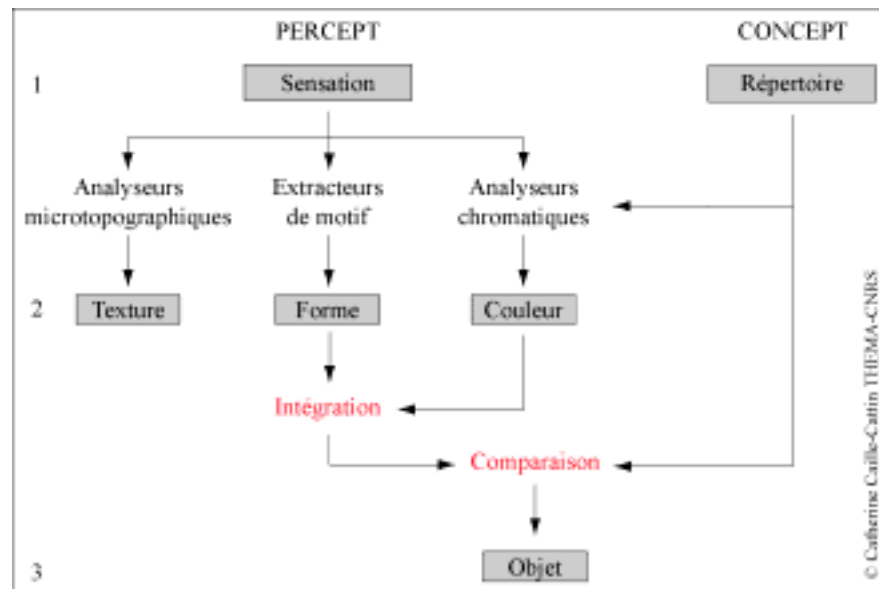 PERCEPT CONCEPT
1 Sensation Répertoire
Analyseurs
microtopographiques
Extracteurs
de motif
Analyseurs
chromatiques
2 Texture Forme Couleur
Intégration
Comparaison
3 Objet
© Catherine Caille-Cattin THEMA-CNRS